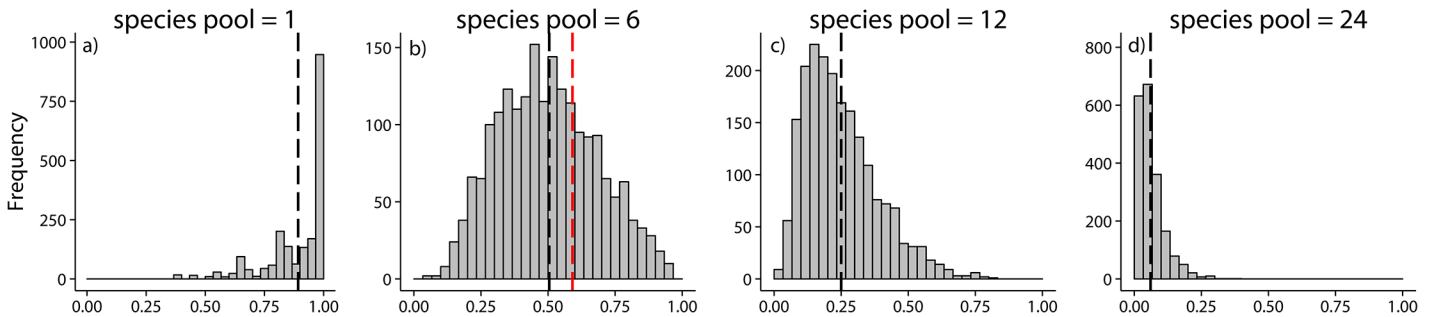 species pool = 1
species pool = 6
species pool = 12
species pool = 24
a)
b)
c)
d)
Frequency
1000
750
500
250
0
150
100
50
0
200
150
100
50
0
800
600
400
200
0
0.00 0.25 0.50 0.75 1.00
0.00 0.25 0.50 0.75 1.00
0.00 0.25 0.50 0.75 1.00
0.00 0.25 0.50 0.75 1.00